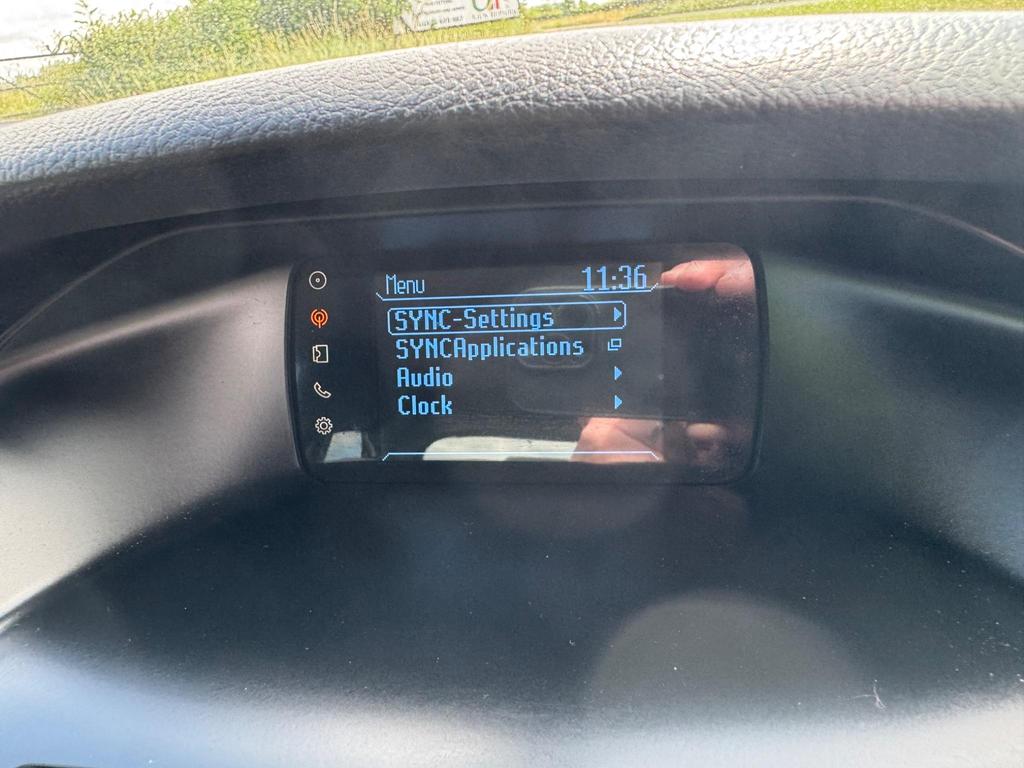 Menu 11:36
SYNC-Settings
SYNCApplications
Audio
Clock